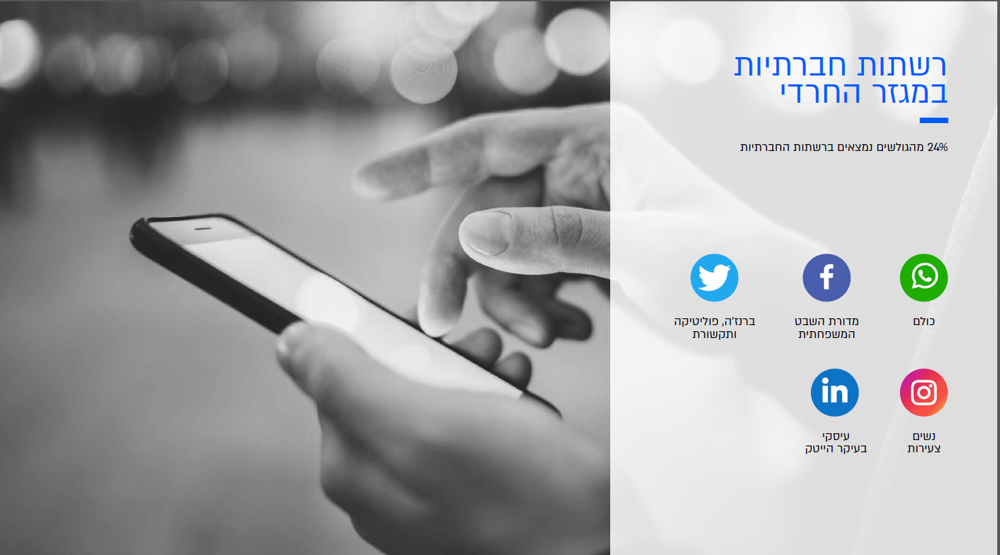 רשתות חברתיות
במגזר החרדי
24% מהגולשים נמצאים ברשתות החברתיות
כולם
מדורת השבט
המשפחתית
ברנז'ה, פוליטיקה
ותקשורת
in
נשים
צעירות
עיסקי
בעיקר הייטק